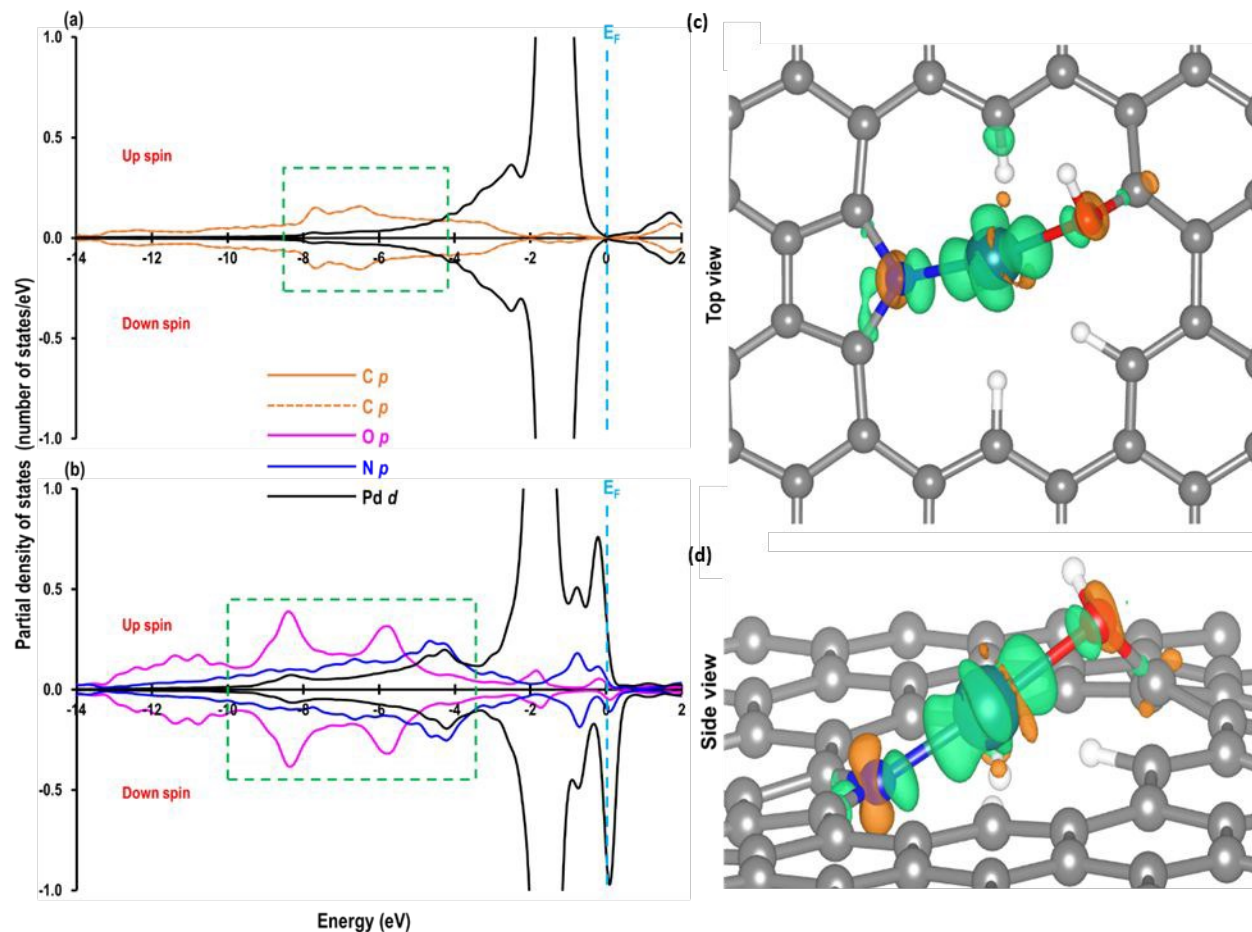 (a)
E_F
1.0
0.5
Up spin
0.0
-14 -12 -10 -8 -6 -4 -2 0 2
Down spin
-0.5
-1.0
C p
C p
O p
N p
Pd d
(b)
E_F
1.0
0.5
Up spin
0.0
-14 -12 -10 -8 -6 -4 -2 0 2
Down spin
-0.5
-1.0
Partial density of states (number of states/eV)
Energy (eV)
(c)
Top view
(d)
Side view